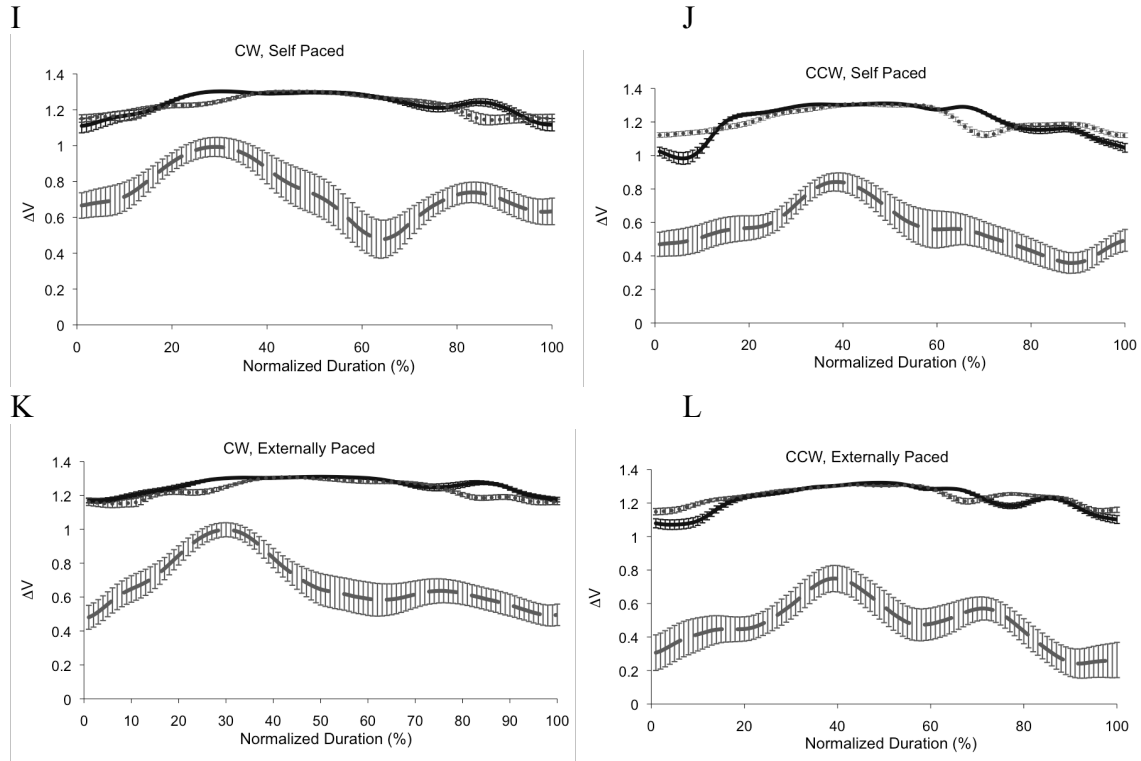 I
CW, Self Paced
1.4
1.2
1
0.8
0.6
0.4
0.2
0
ΔV
0 20 40 60 80 100
Normalized Duration (%)
J
CCW, Self Paced
1.4
1.2
1
0.8
0.6
0.4
0.2
0
ΔV
0 20 40 60 80 100
Normalized Duration (%)
K
CW, Externally Paced
1.4
1.2
1
0.8
0.6
0.4
0.2
0
ΔV
0 10 20 30 40 50 60 70 80 90 100
Normalized Duration (%)
L
CCW, Externally Paced
1.4
1.2
1
0.8
0.6
0.4
0.2
0
ΔV
0 20 40 60 80 100
Normalized Duration (%)